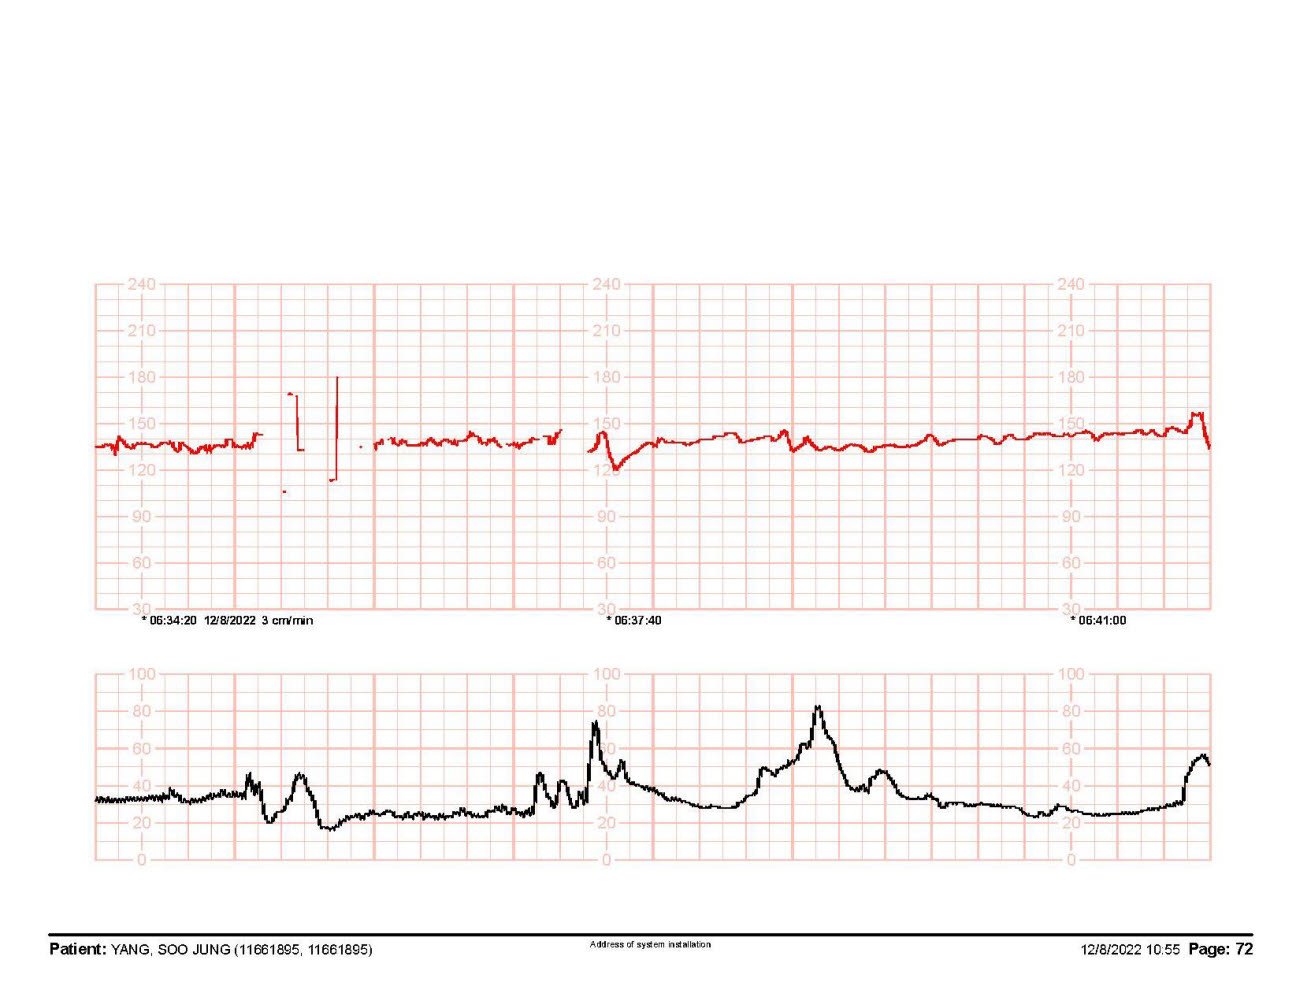 240 240 240
210 210 210
180 180 180
150 150 150
120 120 120
90 90 90
60 60 60
30 30 30
* 06:34:20 12/8/2022 3 cm/min * 06:37:40 * 06:41:00
100 100 100
80 80 80
60 60 60
40 40 40
20 20 20
0 0 0
Patient: YANG, SOO JUNG (11661895, 11661895) Address of system installation 12/8/2022 10:55 Page: 72